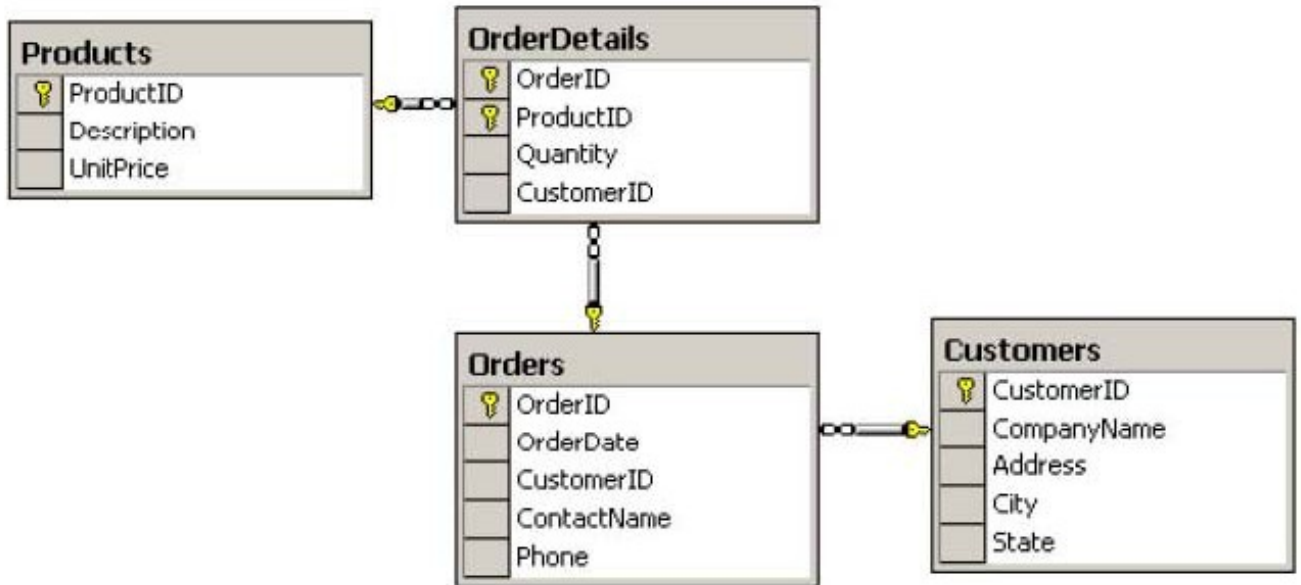 Products
ProductID
Description
UnitPrice
OrderDetails
OrderID
ProductID
Quantity
CustomerID
Orders
OrderID
OrderDate
CustomerID
ContactName
Phone
Customers
CustomerID
CompanyName
Address
City
State